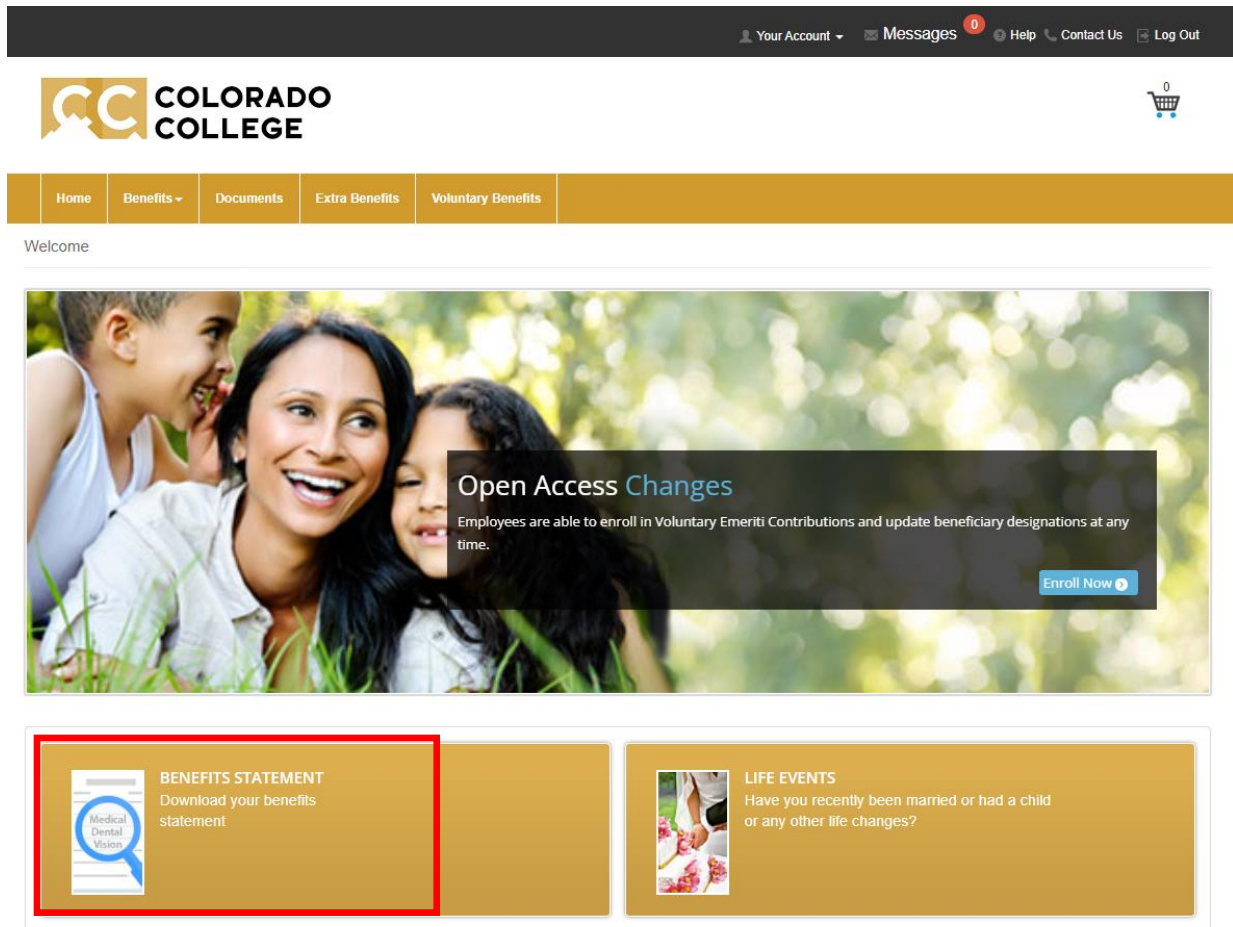 Your Account Messages 0 Help Contact Us Log Out
COLORADO
COLLEGE
0
Home Benefits Documents Extra Benefits Voluntary Benefits
Welcome
Open Access Changes
Employees are able to enroll in Voluntary Emeriti Contributions and update beneficiary designations at any
time.
Enroll Now
BENEFITS STATEMENT
Download your benefits
statement
Medical
Dental
Vision
LIFE EVENTS
Have you recently been married or had a child
or any other life changes?